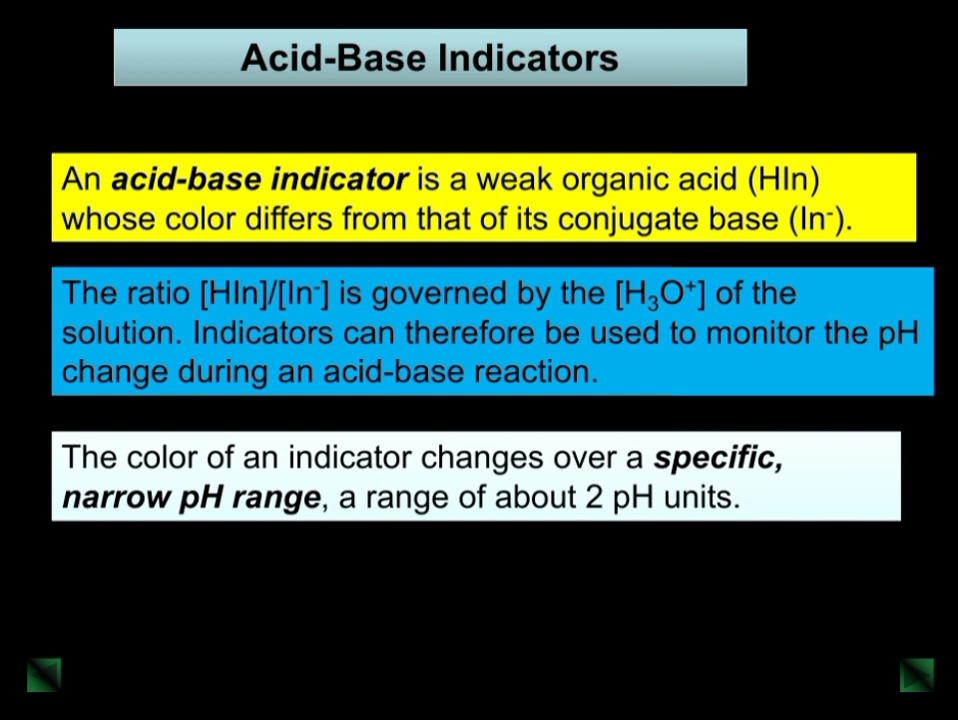 Acid-Base Indicators
An acid-base indicator is a weak organic acid (HIn)
whose color differs from that of its conjugate base (In⁻).
The ratio [HIn]/[In⁻] is governed by the [H₃O⁺] of the
solution. Indicators can therefore be used to monitor the pH
change during an acid-base reaction.
The color of an indicator changes over a specific,
narrow pH range, a range of about 2 pH units.